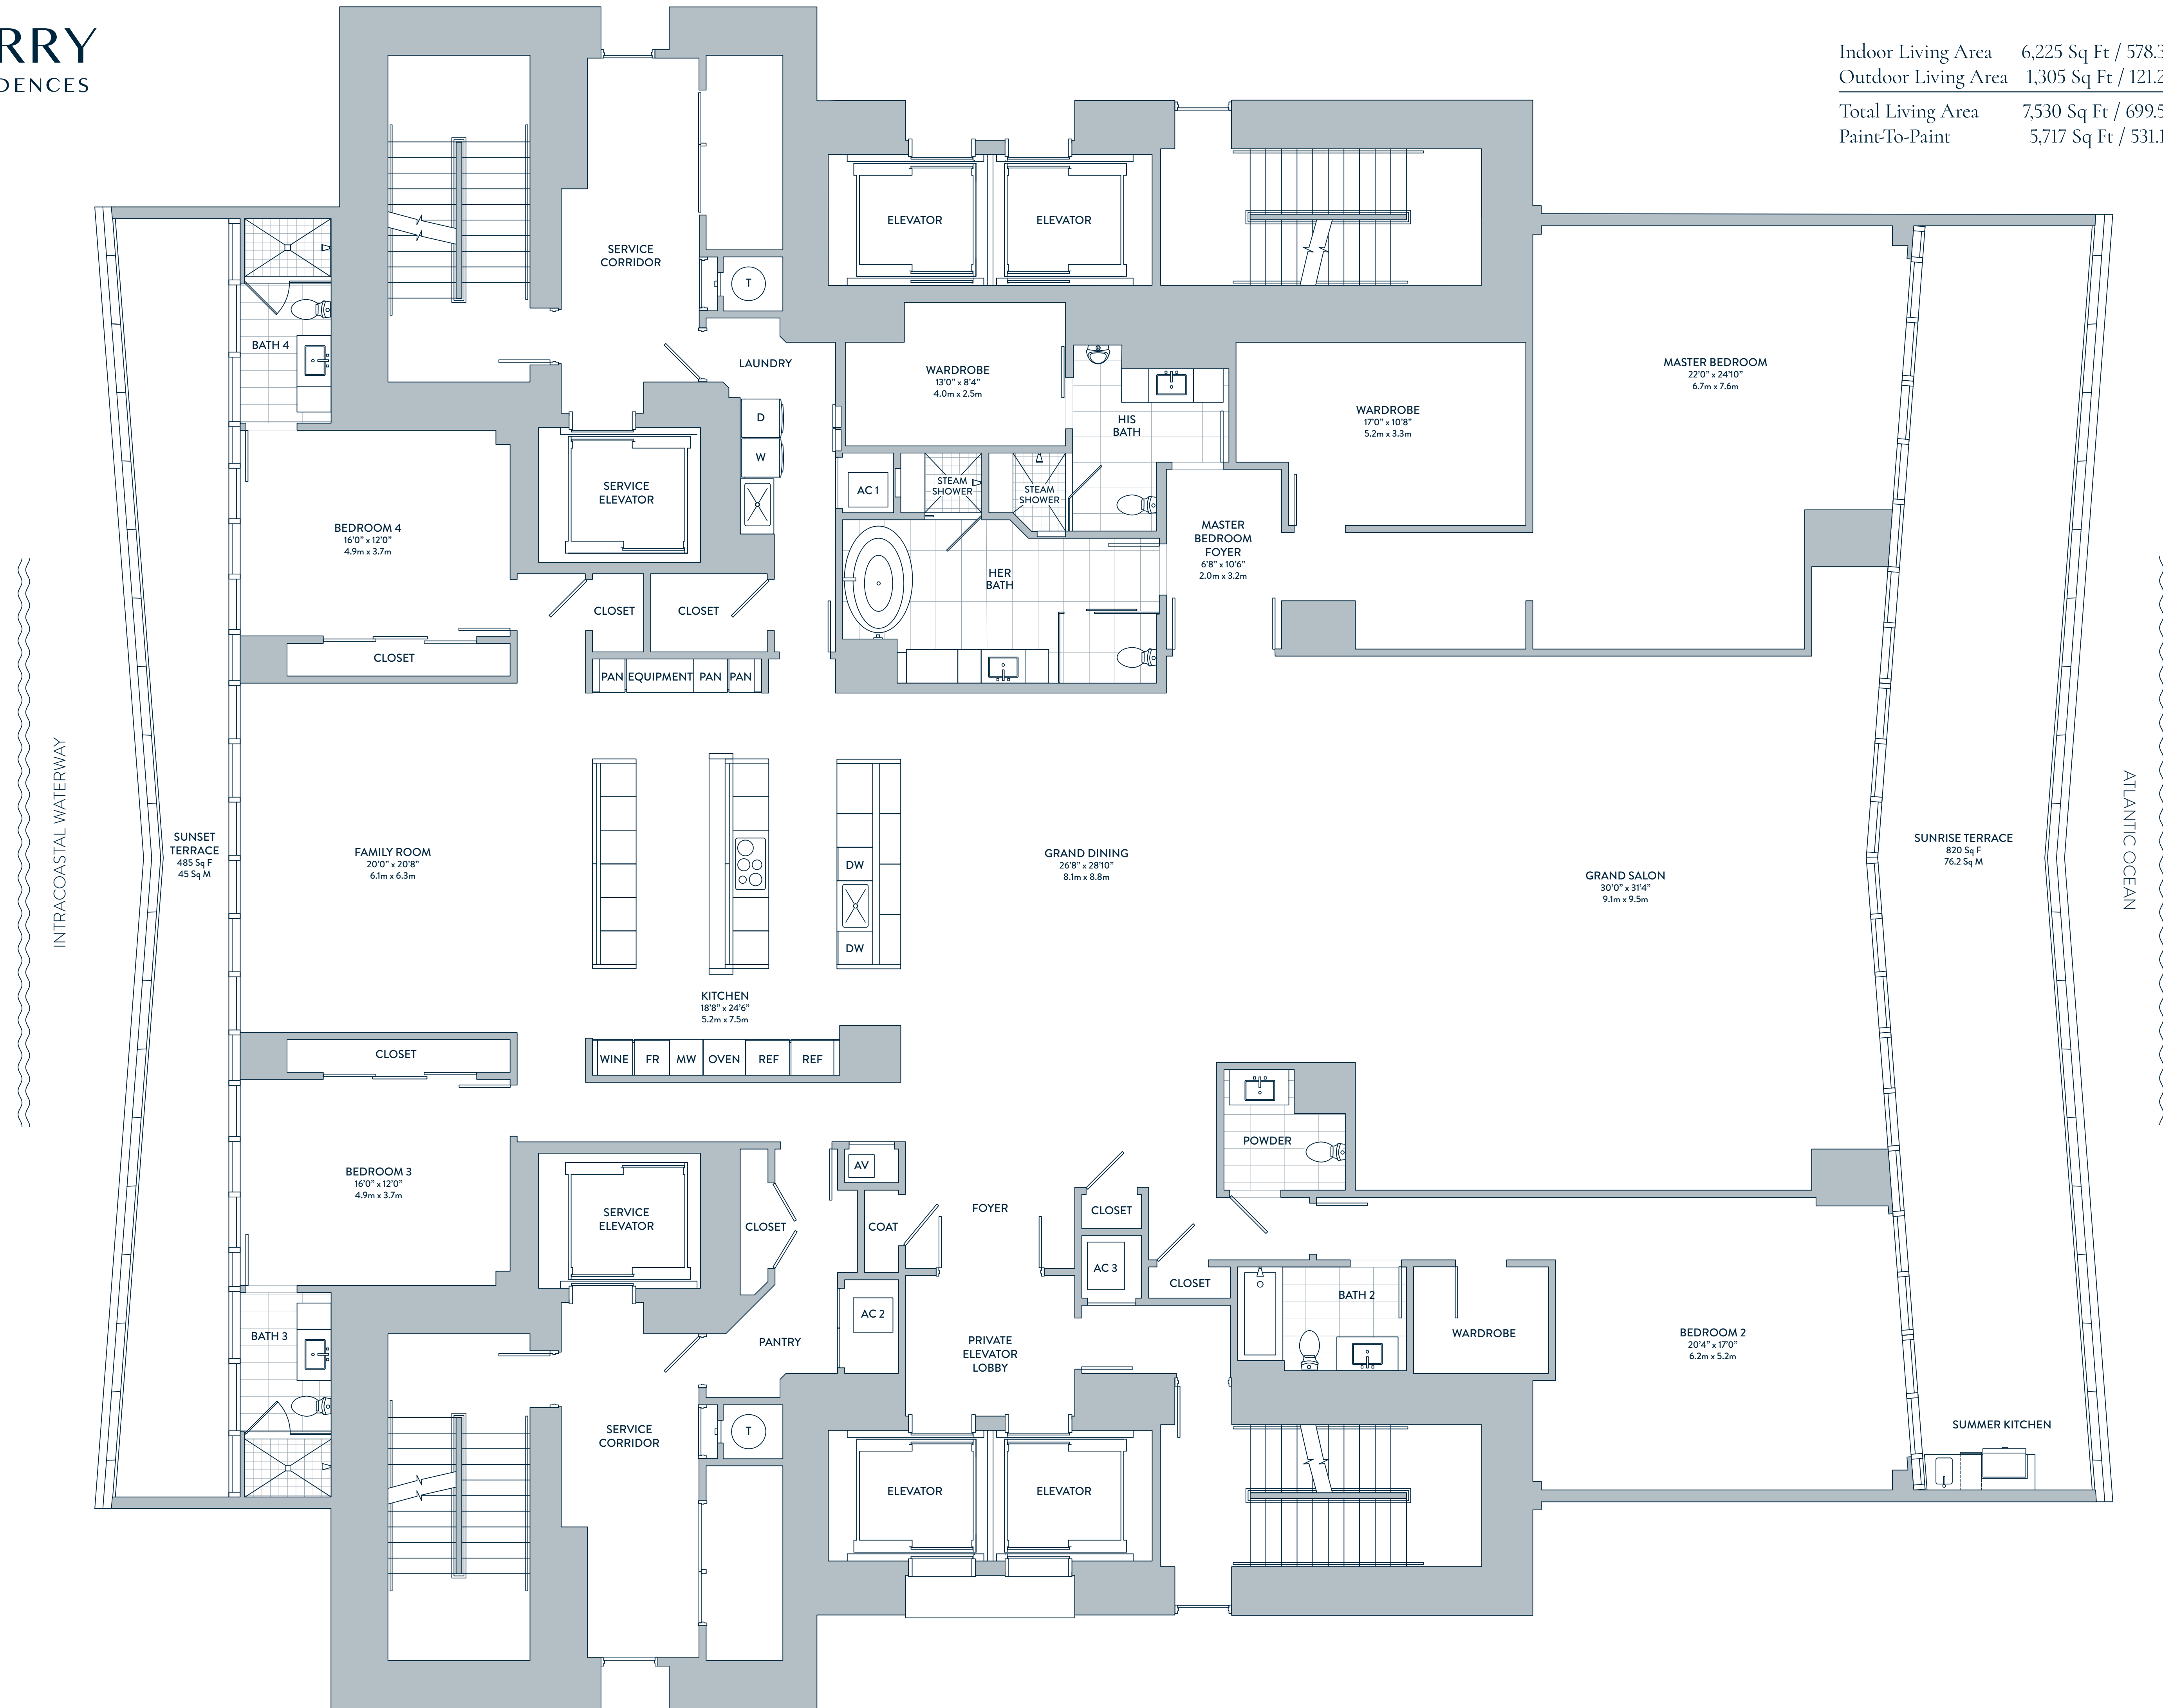 RRY
DENCES
Indoor Living Area 6,225 Sq Ft / 578.3
Outdoor Living Area 1,305 Sq Ft / 121.2
Total Living Area 7,530 Sq Ft / 699.5
Paint-To-Paint 5,717 Sq Ft / 531.1
ELEVATOR
ELEVATOR
SERVICE
CORRIDOR
T
BATH 4
LAUNDRY
WARDROBE
13'0" x 8'4"
4.0m x 2.5m
MASTER BEDROOM
22'0" x 24'10"
6.7m x 7.6m
WARDROBE
17'0" x 10'8"
5.2m x 3.3m
D
HIS
BATH
W
SERVICE
ELEVATOR
AC 1
STEAM
SHOWER
STEAM
SHOWER
BEDROOM 4
16'0" x 12'0"
4.9m x 3.7m
MASTER
BEDROOM
FOYER
6'8" x 10'6"
2.0m x 3.2m
HER
BATH
CLOSET
CLOSET
CLOSET
PAN
EQUIPMENT
PAN
PAN
INTRACOASTAL WATERWAY
SUNSET
TERRACE
485 Sq F
45 Sq M
FAMILY ROOM
20'0" x 20'8"
6.1m x 6.3m
DW
DW
GRAND DINING
26'8" x 28'10"
8.1m x 8.8m
GRAND SALON
30'0" x 31'4"
9.1m x 9.5m
SUNRISE TERRACE
820 Sq F
76.2 Sq M
ATLANTIC OCEAN
KITCHEN
18'8" x 24'6"
5.2m x 7.5m
CLOSET
WINE
FR
MW
OVEN
REF
REF
POWDER
BEDROOM 3
16'0" x 12'0"
4.9m x 3.7m
AV
SERVICE
ELEVATOR
CLOSET
COAT
FOYER
CLOSET
AC 3
CLOSET
BATH 2
AC 2
BATH 3
PANTRY
PRIVATE
ELEVATOR
LOBBY
WARDROBE
BEDROOM 2
20'4" x 17'0"
6.2m x 5.2m
SERVICE
CORRIDOR
T
SUMMER KITCHEN
ELEVATOR
ELEVATOR